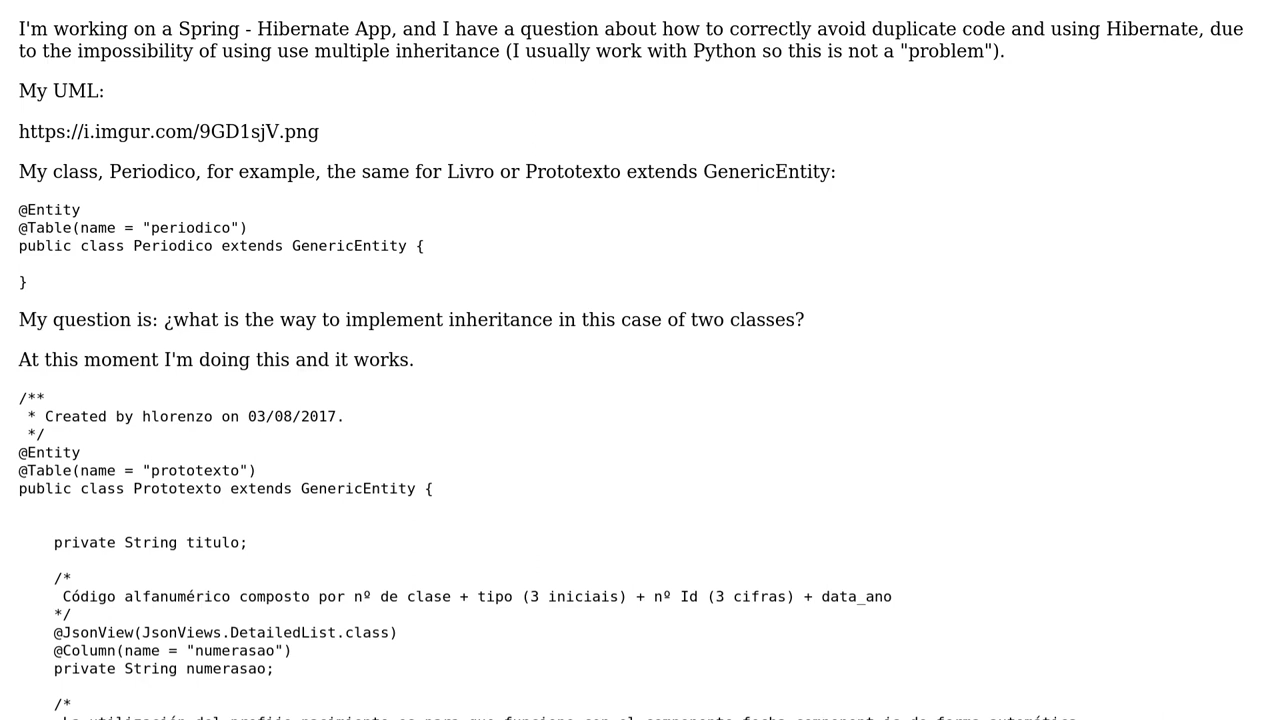 I'm working on a Spring - Hibernate App, and I have a question about how to correctly avoid duplicate code and using Hibernate, due
to the impossibility of using use multiple inheritance (I usually work with Python so this is not a "problem").
My UML:
https://i.imgur.com/9GD1sjV.png
My class, Periodico, for example, the same for Livro or Prototexto extends GenericEntity:
@Entity
@Table(name = "periodico")
public class Periodico extends GenericEntity {
}
My question is: ¿what is the way to implement inheritance in this case of two classes?
At this moment I'm doing this and it works.
/**
 * Created by hlorenzo on 03/08/2017.
 */
@Entity
@Table(name = "prototexto")
public class Prototexto extends GenericEntity {
    private String titulo;
    /*
     Código alfanumérico composto por nº de clase + tipo (3 iniciais) + nº Id (3 cifras) + data_ano
    */
    @JsonView(JsonViews.DetailedList.class)
    @Column(name = "numerasao")
    private String numerasao;
    /*